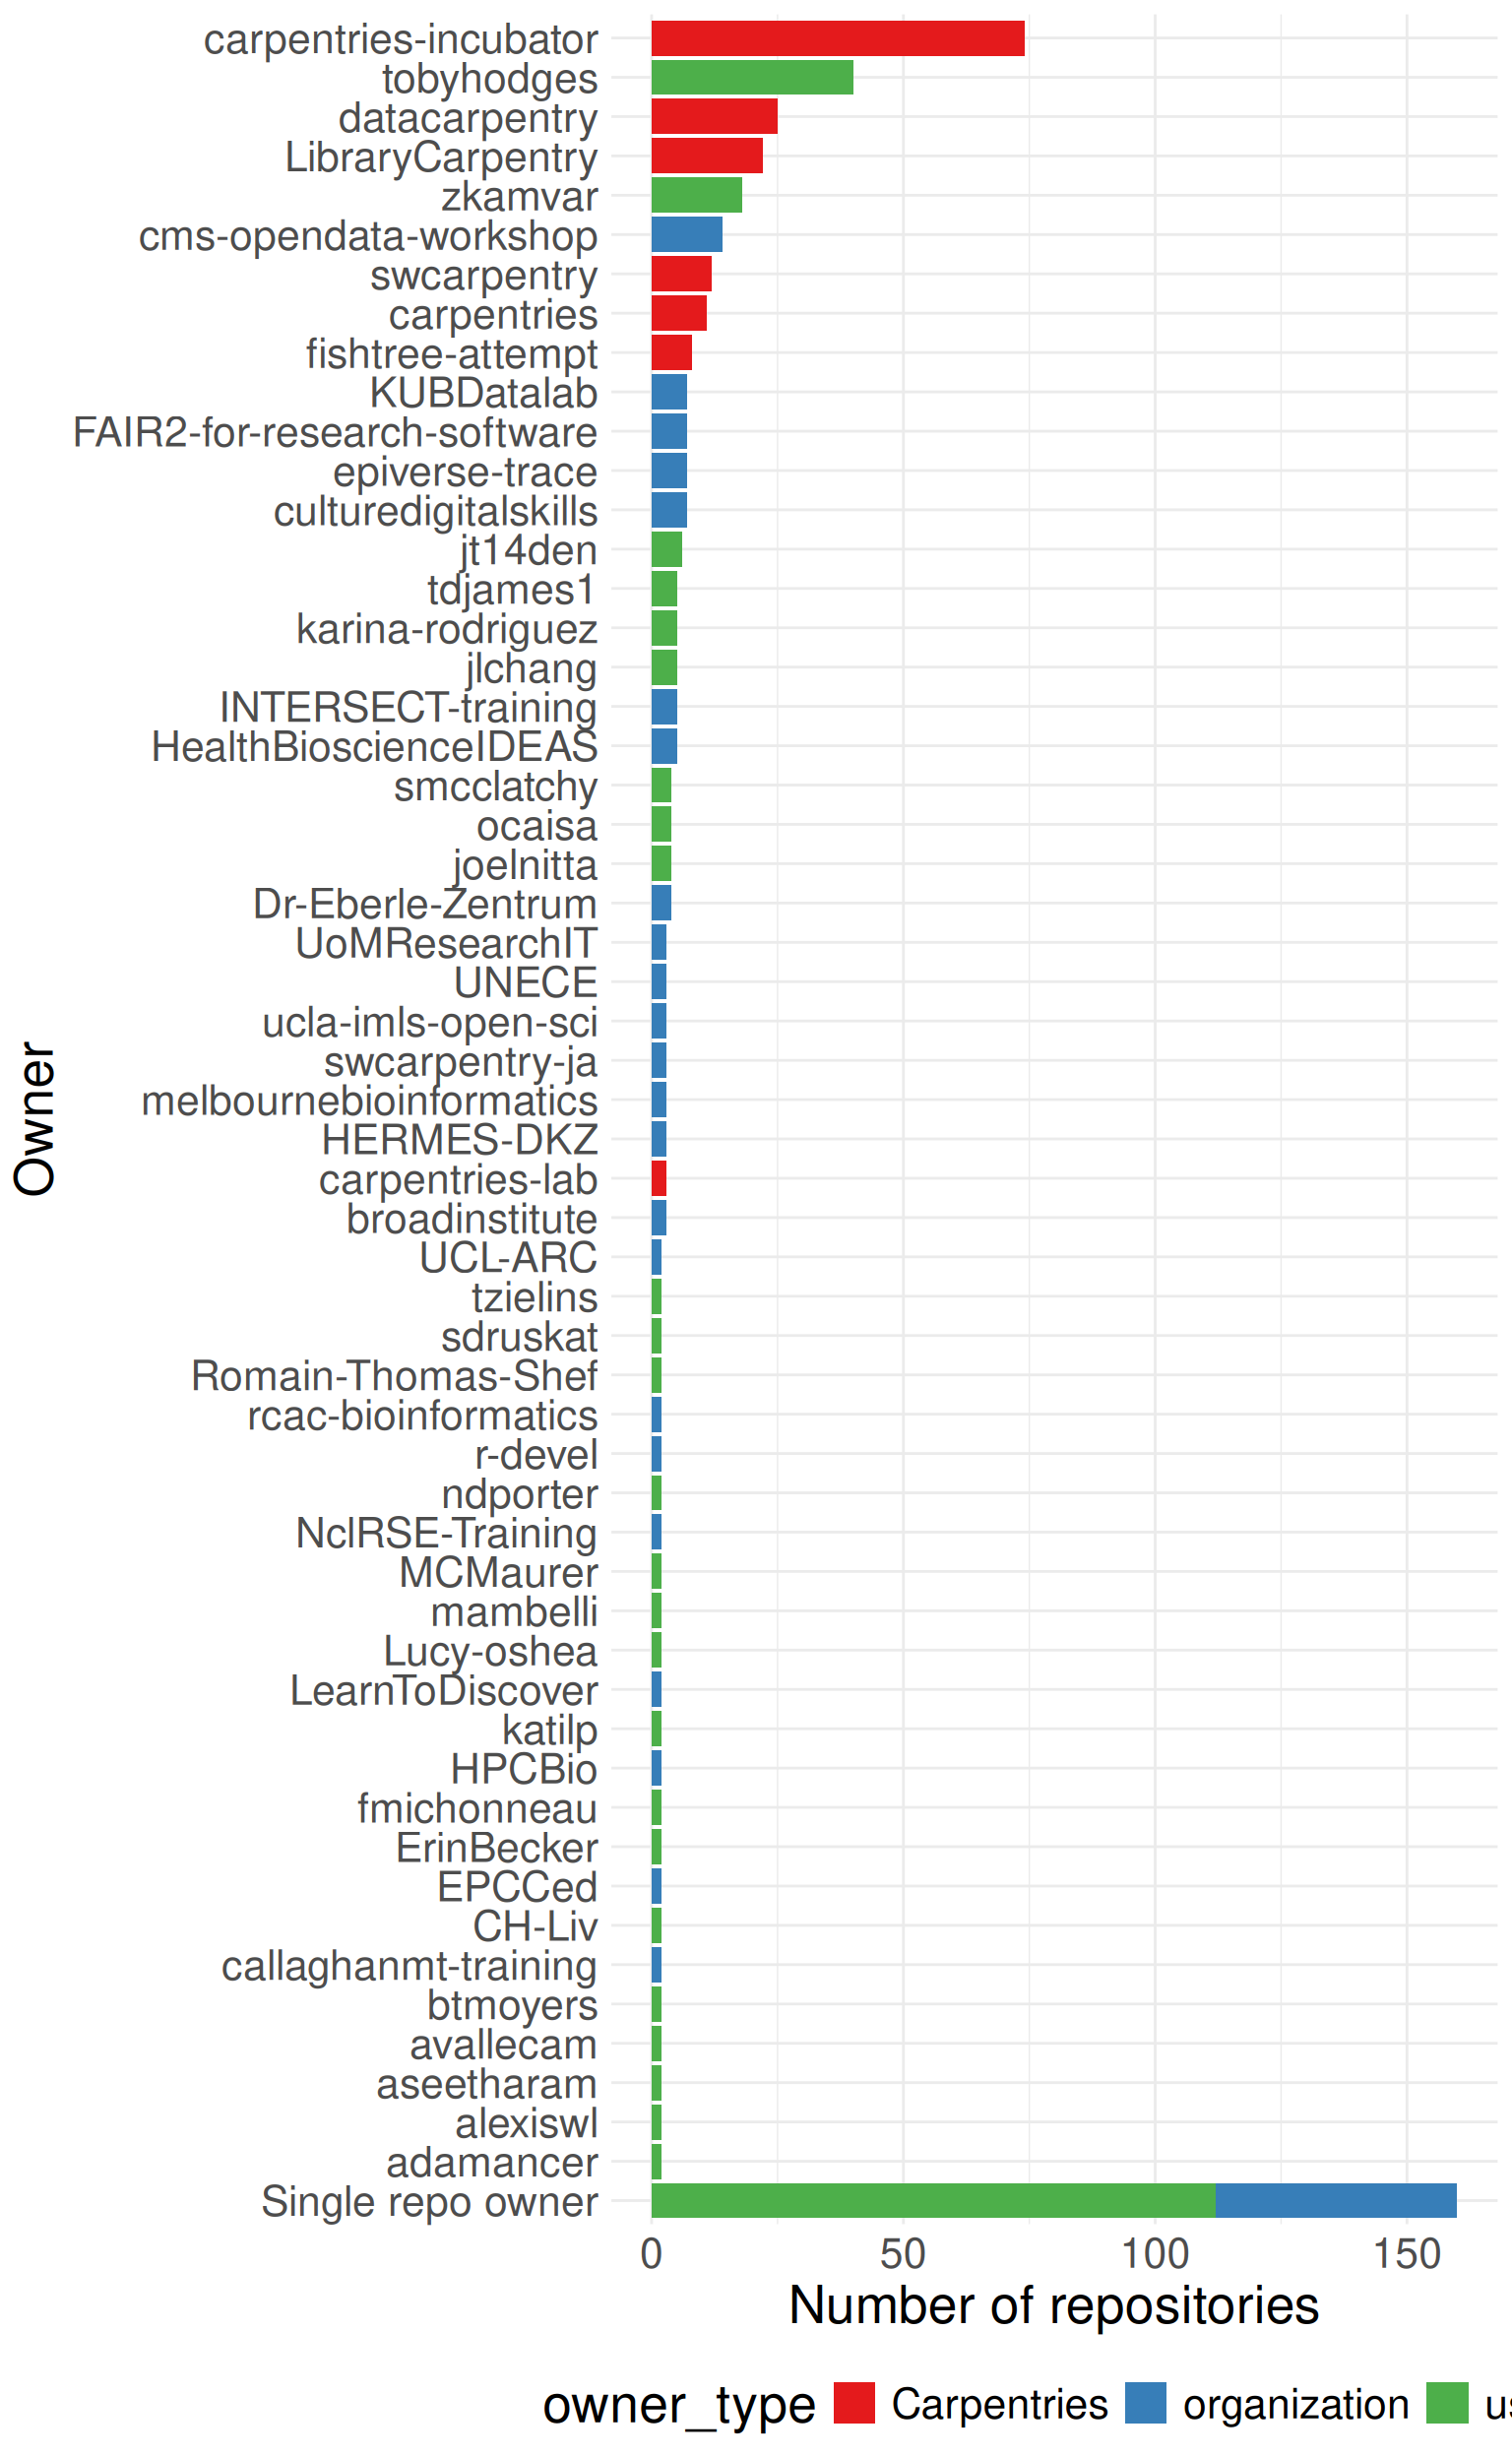 carpentries-incubator
tobyhodges
datacarpentry
LibraryCarpentry
zkamvar
cms-opendata-workshop
swcarpentry
carpentries
fishtree-attempt
KUBDatalab
FAIR2-for-research-software
epiverse-trace
culturedigitalskills
jt14den
tdjames1
karina-rodriguez
jlchang
INTERSECT-training
HealthBioscienceIDEAS
smcclatchy
ocaisa
joelnitta
Dr-Eberle-Zentrum
UoMResearchIT
UNECE
ucla-imls-open-sci
swcarpentry-ja
melbournebioinformatics
HERMES-DKZ
carpentries-lab
broadinstitute
UCL-ARC
tzielins
sdruskat
Romain-Thomas-Shef
rcac-bioinformatics
r-devel
ndporter
NclRSE-Training
MCMaurer
mambelli
Lucy-oshea
LearnToDiscover
katilp
HPCBio
fmichonneau
ErinBecker
EPCCed
CH-Liv
callaghanmt-training
btmoyers
avallecam
aseetharam
alexiswl
adamancer
Single repo owner
Owner
0 50 100 150
Number of repositories
owner_type Carpentries organization